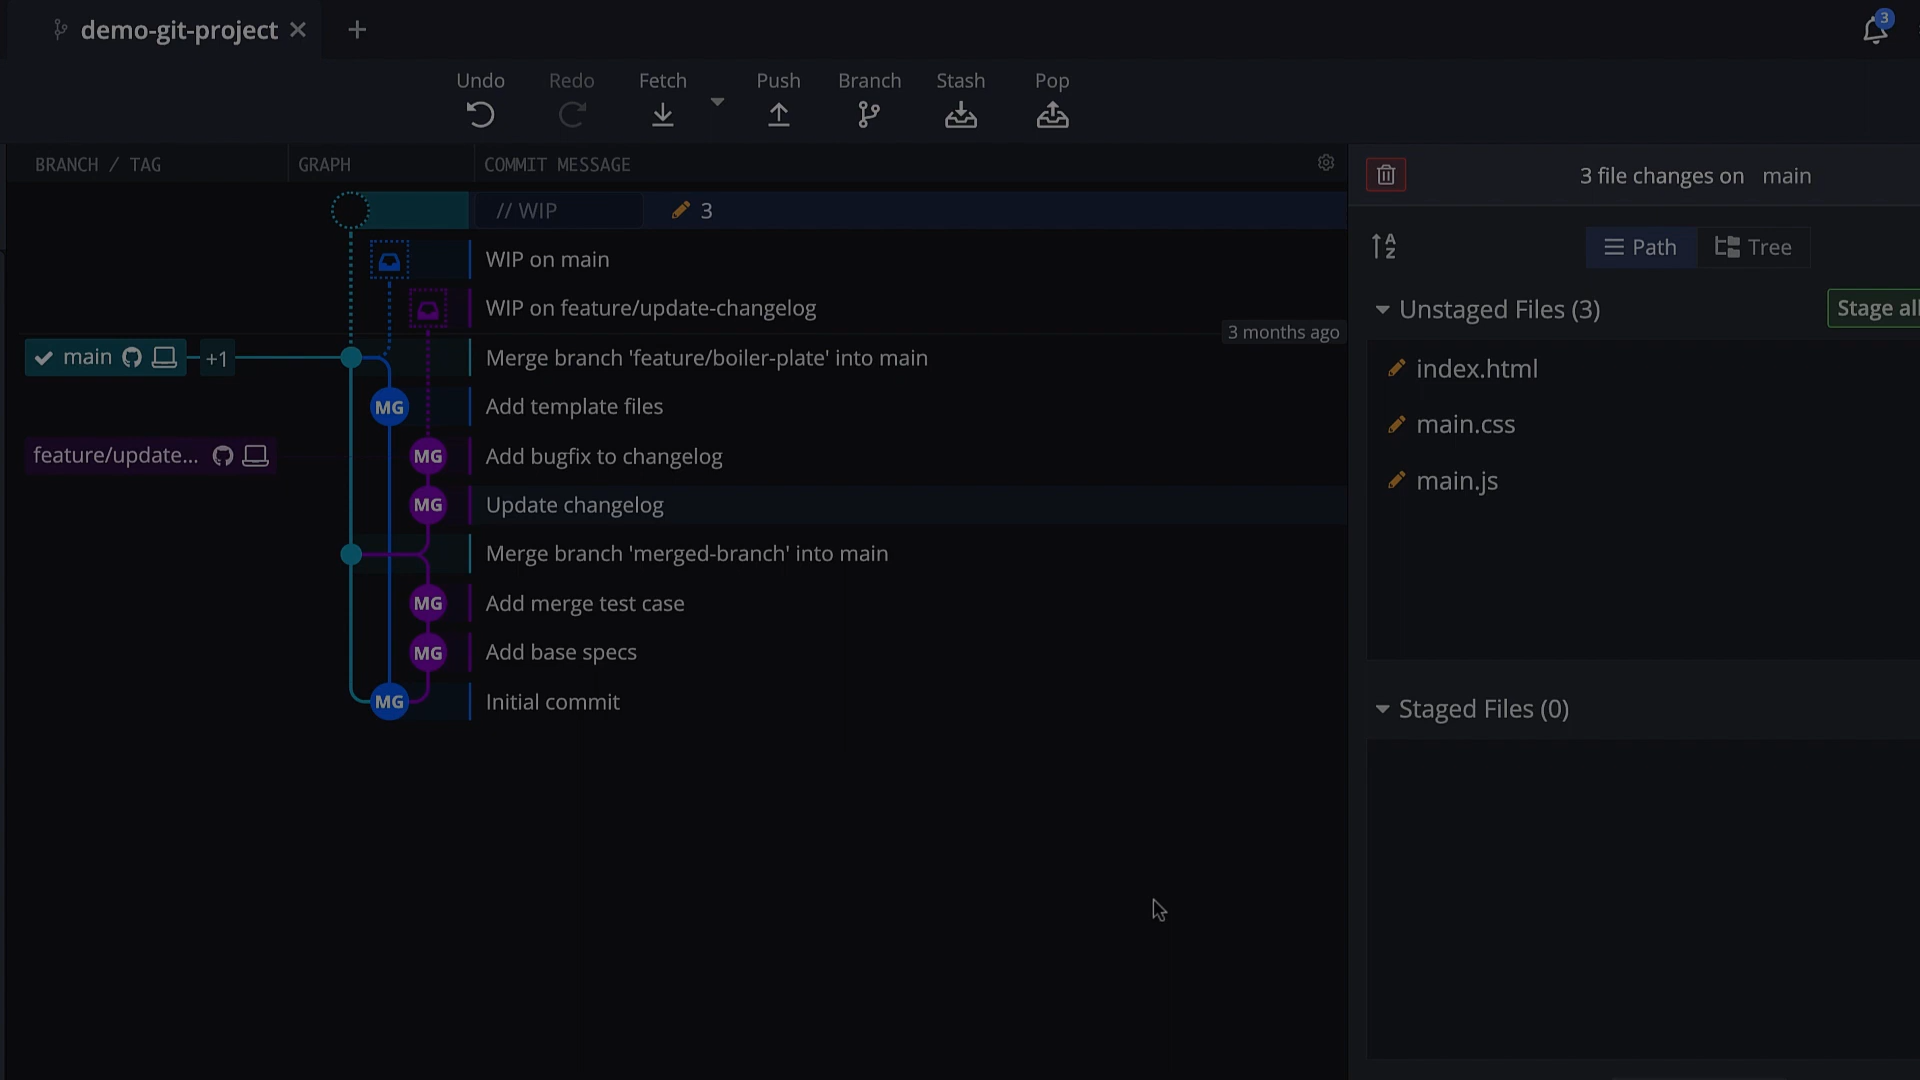 demo-git-project
3
Undo Redo Fetch Push Branch Stash Pop
BRANCH / TAG GRAPH COMMIT MESSAGE
// WIP 3
WIP on main
WIP on feature/update-changelog
3 months ago
main +1 Merge branch 'feature/boiler-plate' into main
MG Add template files
feature/update... MG Add bugfix to changelog
MG Update changelog
Merge branch 'merged-branch' into main
MG Add merge test case
MG Add base specs
MG Initial commit
3 file changes on main
A
Z
Path Tree
Unstaged Files (3) Stage all
index.html
main.css
main.js
Staged Files (0)